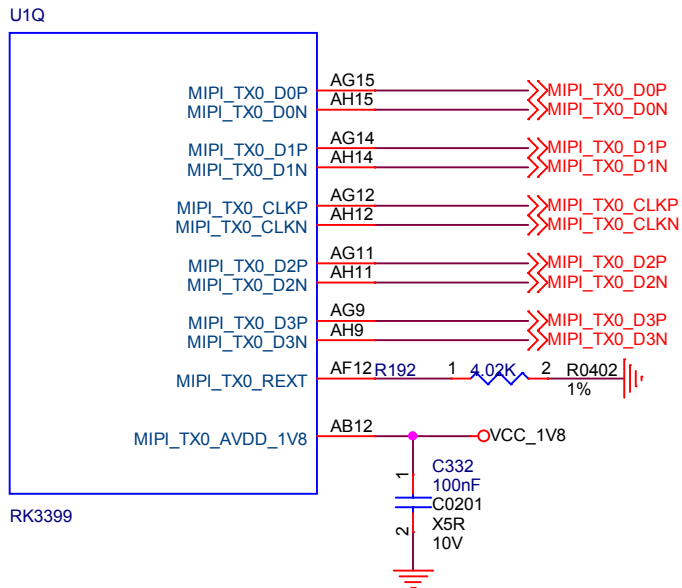 U1Q
MIPI_TX0_D0P AG15 MIPI_TX0_D0P
MIPI_TX0_D0N AH15 MIPI_TX0_D0N
MIPI_TX0_D1P AG14 MIPI_TX0_D1P
MIPI_TX0_D1N AH14 MIPI_TX0_D1N
MIPI_TX0_CLKP AG12 MIPI_TX0_CLKP
MIPI_TX0_CLKN AH12 MIPI_TX0_CLKN
MIPI_TX0_D2P AG11 MIPI_TX0_D2P
MIPI_TX0_D2N AH11 MIPI_TX0_D2N
MIPI_TX0_D3P AG9 MIPI_TX0_D3P
MIPI_TX0_D3N AH9 MIPI_TX0_D3N
MIPI_TX0_REXT AF12 R192 1 4.02K 2 R0402
1%
MIPI_TX0_AVDD_1V8 AB12 VCC_1V8
1 C332
100nF
C0201
2 X5R
10V
RK3399